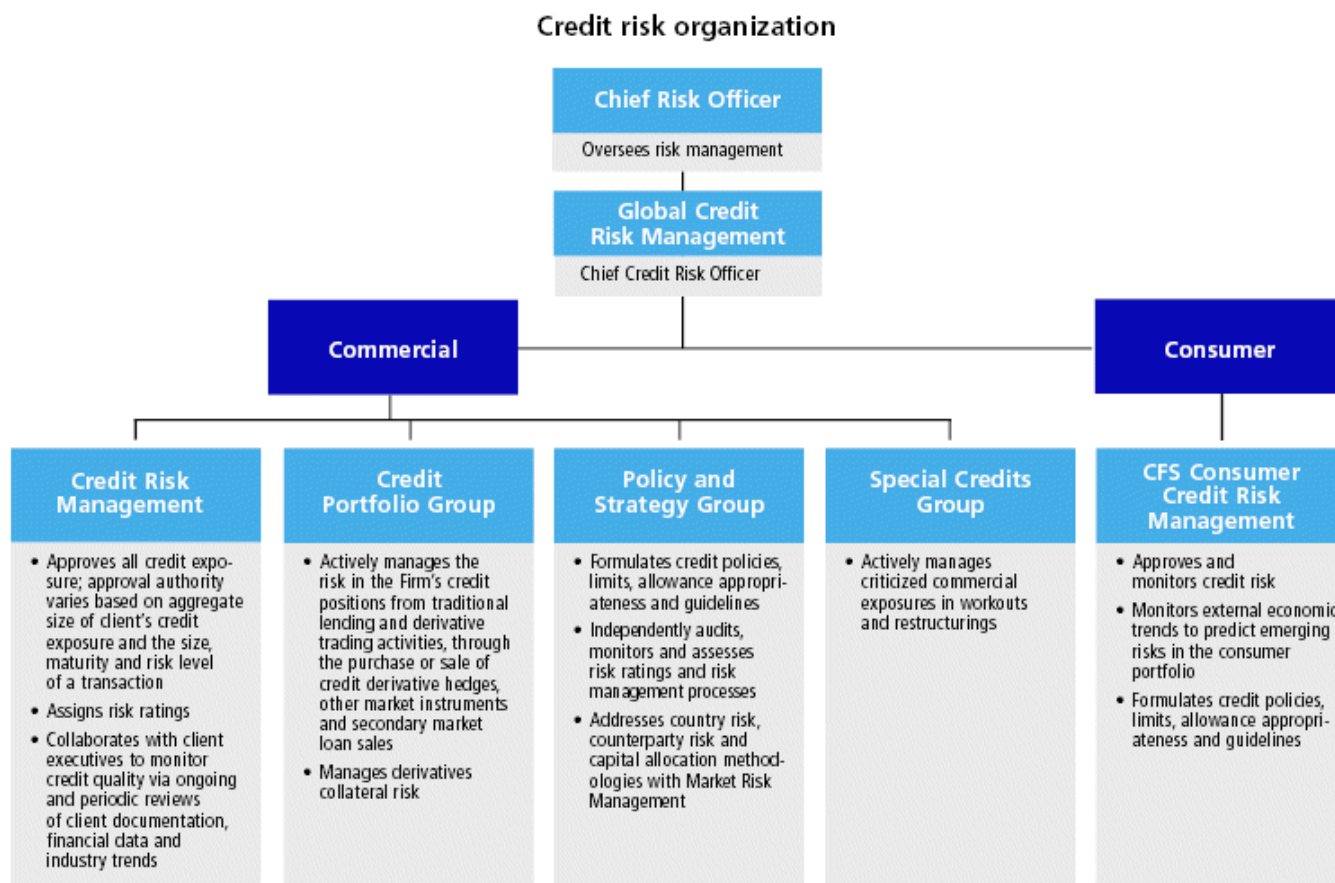 Credit risk organization
Chief Risk Officer
Oversees risk management
Global Credit
Risk Management
Chief Credit Risk Officer
Commercial
Consumer
Credit Risk
Management
• Approves all credit expo-
sure; approval authority
varies based on aggregate
size of client's credit
exposure and the size,
maturity and risk level
of a transaction
• Assigns risk ratings
• Collaborates with client
executives to monitor
credit quality via ongoing
and periodic reviews
of client documentation,
financial data and
industry trends
Credit
Portfolio Group
• Actively manages the
risk in the Firm's credit
positions from traditional
lending and derivative
trading activities, through
the purchase or sale of
credit derivative hedges,
other market instruments
and secondary market
loan sales
• Manages derivatives
collateral risk
Policy and
Strategy Group
• Formulates credit policies,
limits, allowance appropri-
ateness and guidelines
• Independently audits,
monitors and assesses
risk ratings and risk
management processes
• Addresses country risk,
counterparty risk and
capital allocation method-
ologies with Market Risk
Management
Special Credits
Group
• Actively manages
criticized commercial
exposures in workouts
and restructurings
CFS Consumer
Credit Risk
Management
• Approves and
monitors credit risk
• Monitors external economic
trends to predict emerging
risks in the consumer
portfolio
• Formulates credit policies,
limits, allowance appropri-
ateness and guidelines